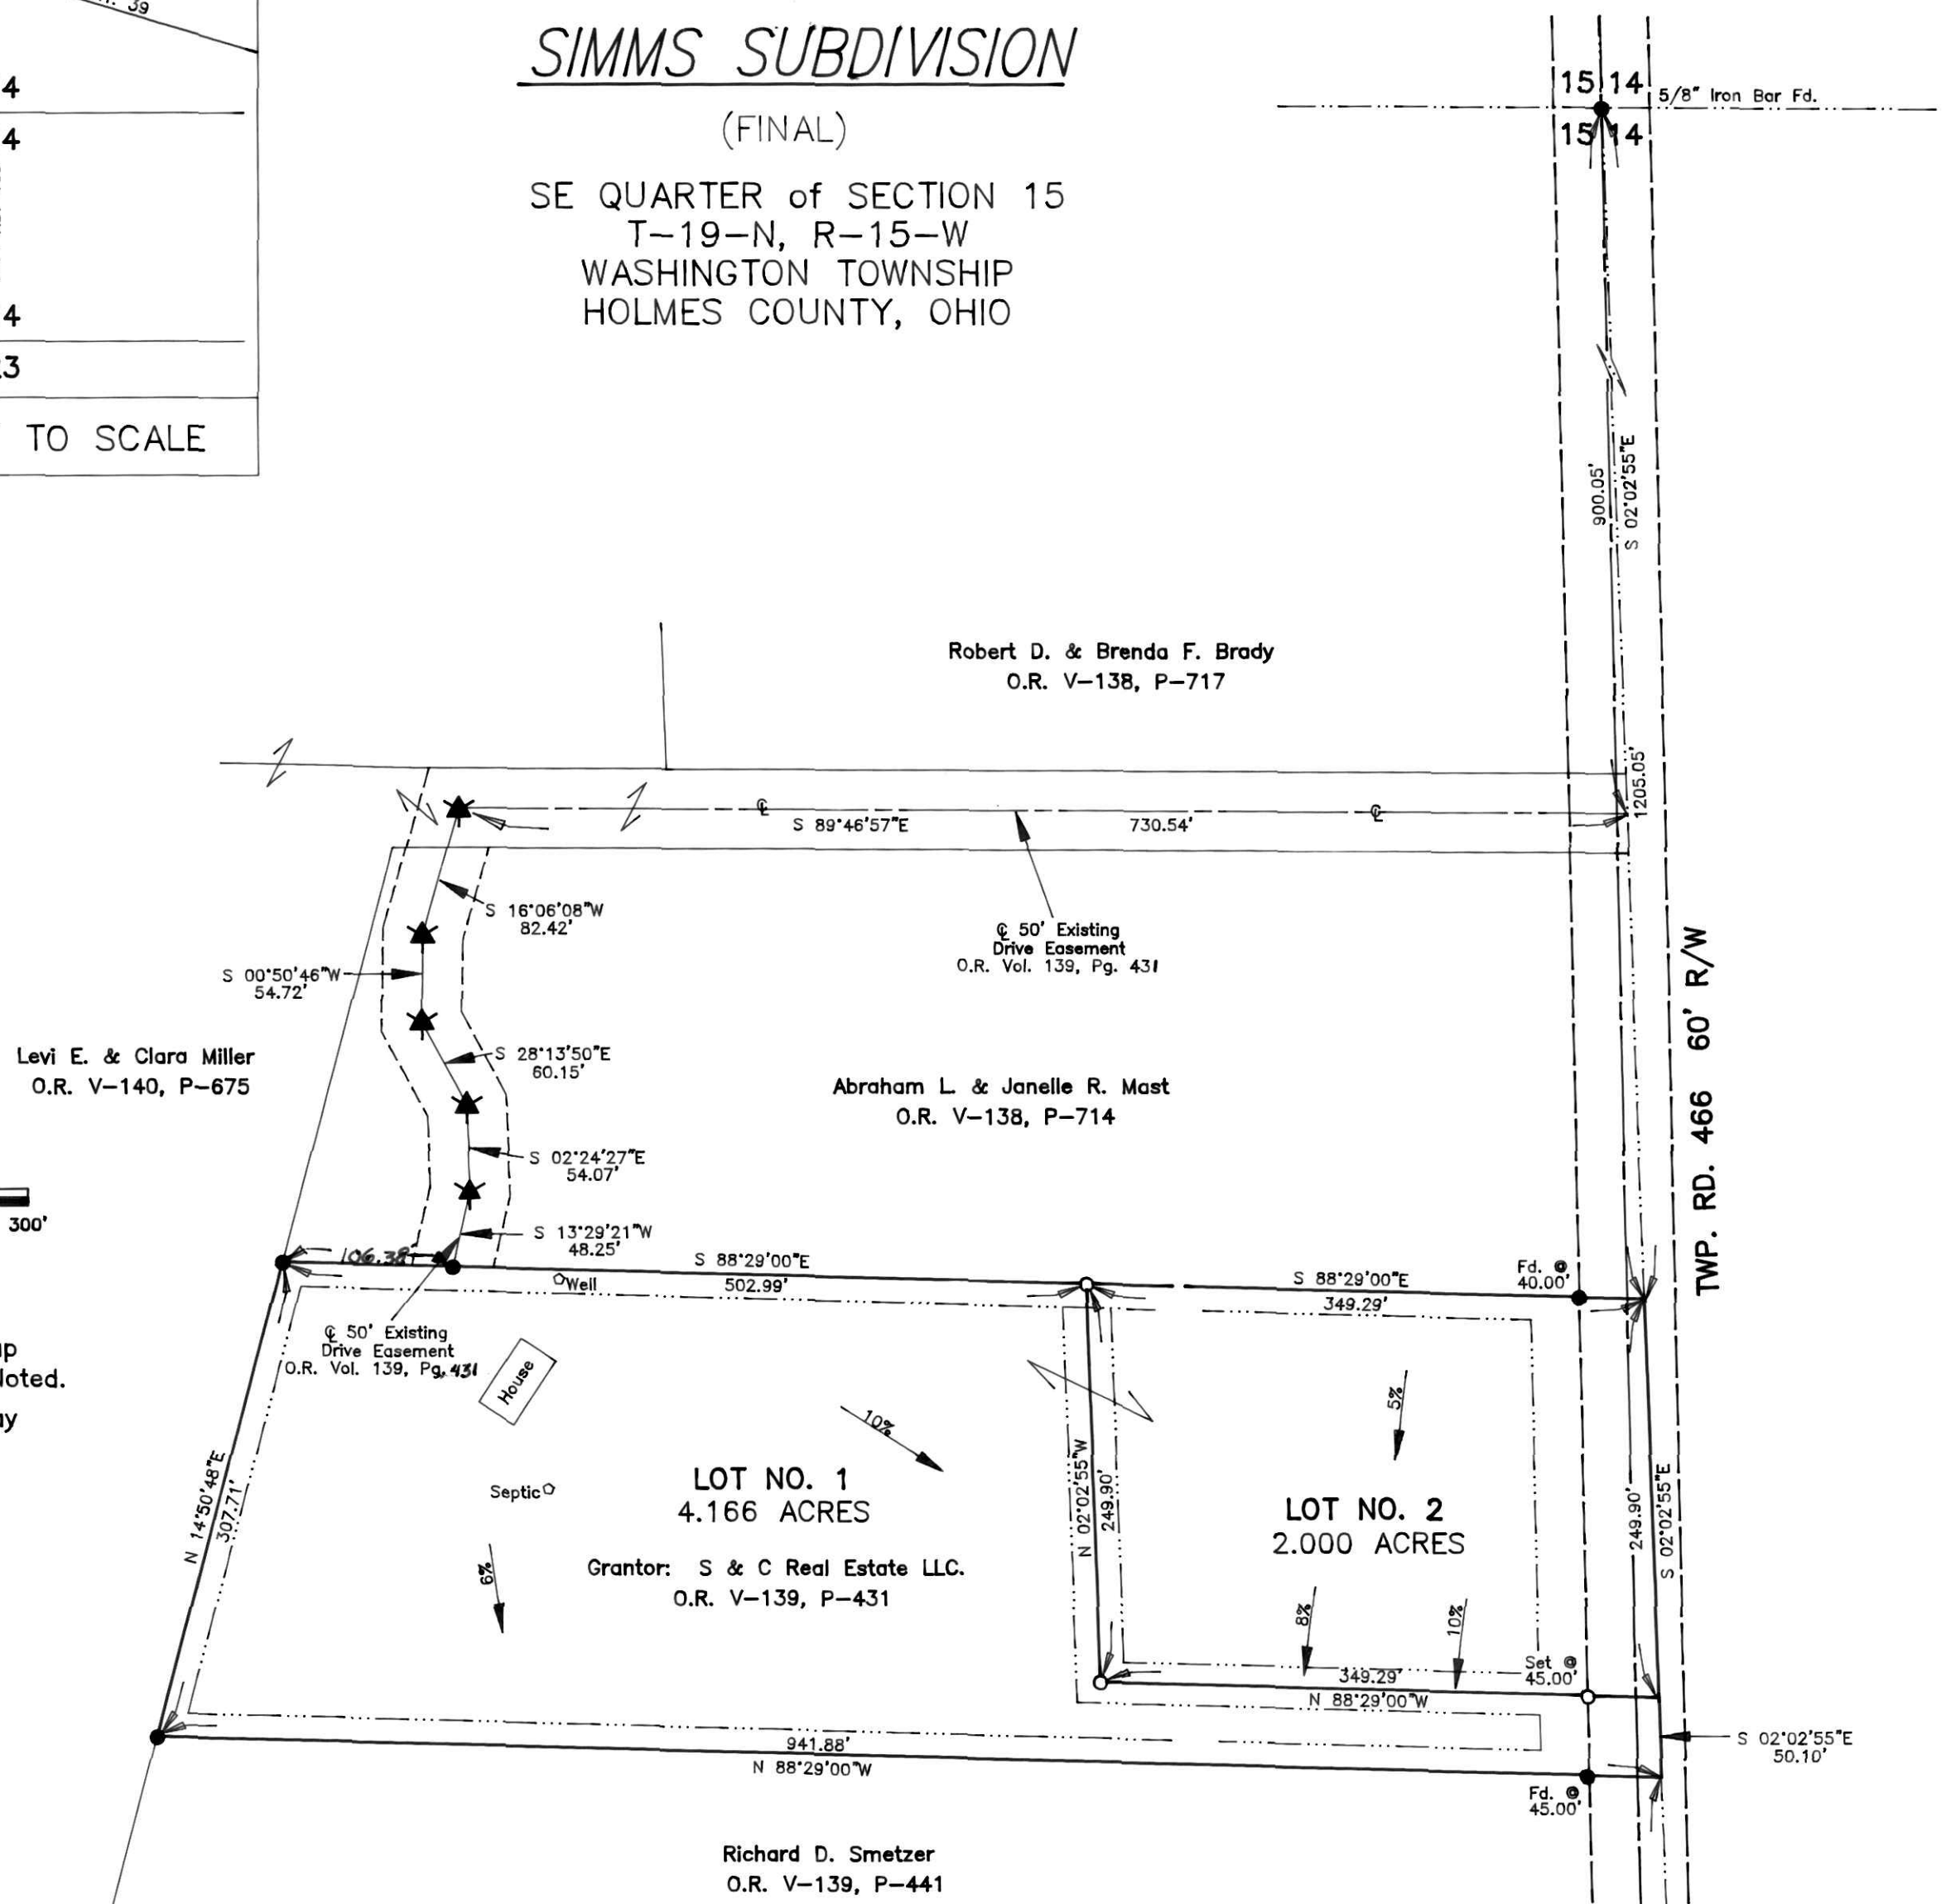 39
4
4
4
TO SCALE
SIMMS SUBDIVISION
(FINAL)
SE QUARTER of SECTION 15
T-19-N, R-15-W
WASHINGTON TOWNSHIP
HOLMES COUNTY, OHIO
15 14
5/8" Iron Bar Fd.
15 14
900.05'
S 02°02'55"E
1205.05'
Robert D. & Brenda F. Brady
O.R. V-138, P-717
℄
℄
S 89°46'57"E 730.54'
S 16°06'08"W
82.42'
℄ 50' Existing
Drive Easement
O.R. Vol. 139, Pg. 431
S 00°50'46"W
54.72'
TWP. RD. 466 60' R/W
S 28°13'50"E
60.15'
Levi E. & Clara Miller
O.R. V-140, P-675
Abraham L. & Janelle R. Mast
O.R. V-138, P-714
S 02°24'27"E
54.07'
300'
S 13°29'21"W
48.25'
106.38'
S 88°29'00"E
502.99'
Well
S 88°29'00"E
349.29'
Fd. @
40.00'
℄ 50' Existing
Drive Easement
O.R. Vol. 139, Pg. 431
House
Noted.
10%
5%
N 14°50'48"E
307.71'
Septic
LOT NO. 1
4.166 ACRES
N 02°02'55"W
249.90'
LOT NO. 2
2.000 ACRES
249.90'
S 02°02'55"E
6%
Grantor: S & C Real Estate LLC.
O.R. V-139, P-431
8%
10%
Set @
45.00'
349.29'
N 88°29'00"W
941.88'
N 88°29'00"W
S 02°02'55"E
50.10'
Fd. @
45.00'
Richard D. Smetzer
O.R. V-139, P-441